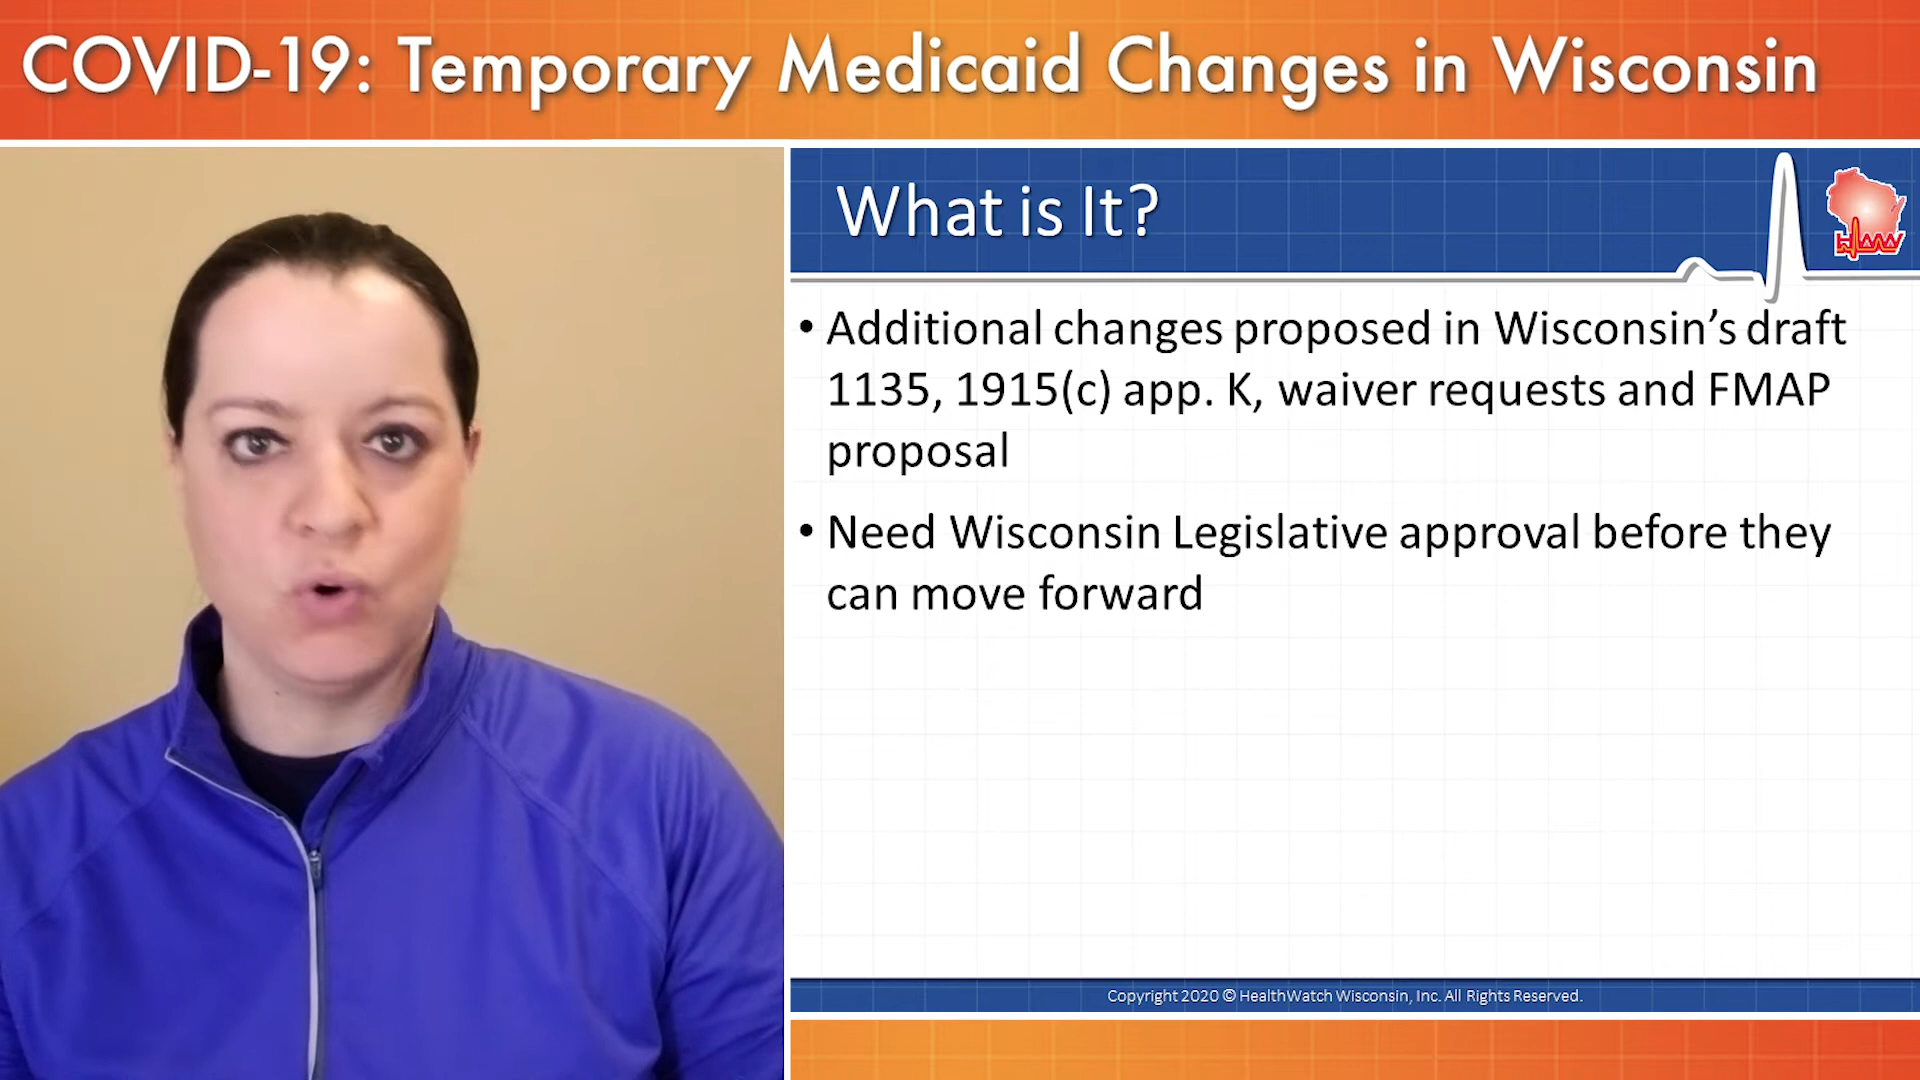 COVID-19: Temporary Medicaid Changes in Wisconsin
What is It?
HWW
• Additional changes proposed in Wisconsin’s draft
1135, 1915(c) app. K, waiver requests and FMAP
proposal
• Need Wisconsin Legislative approval before they
can move forward
Copyright 2020 © HealthWatch Wisconsin, Inc. All Rights Reserved.